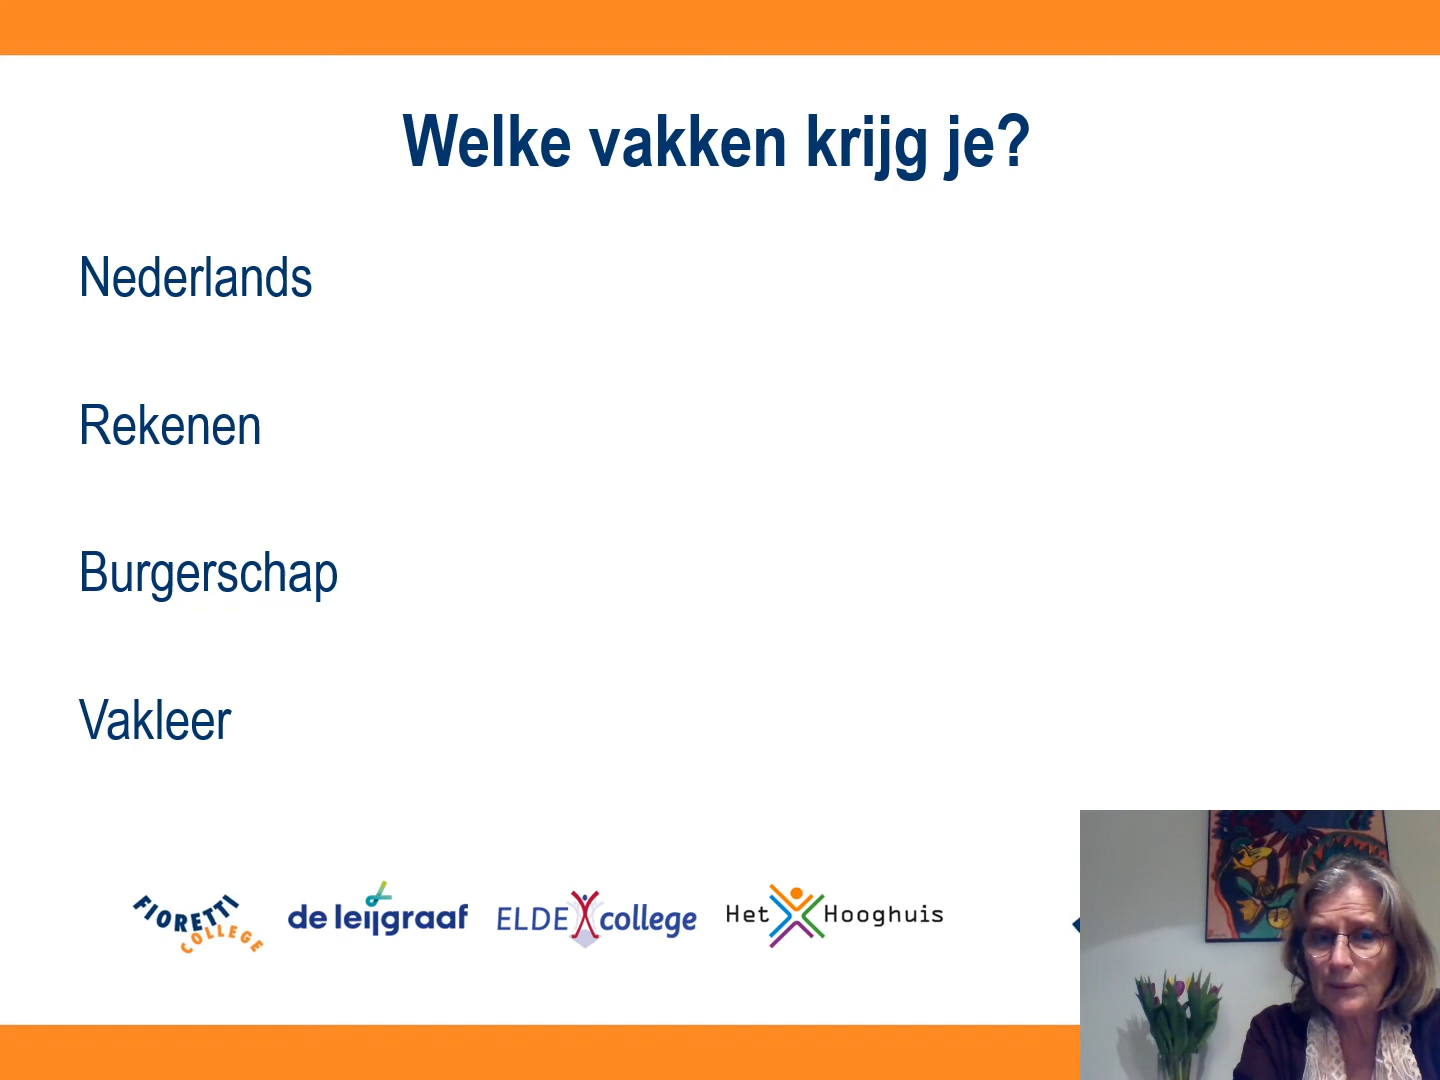 Welke vakken krijg je?
Nederlands
Rekenen
Burgerschap
Vakleer
FIORETTI COLLEGE
de leijgraaf
ELDE college
Het Hooghuis